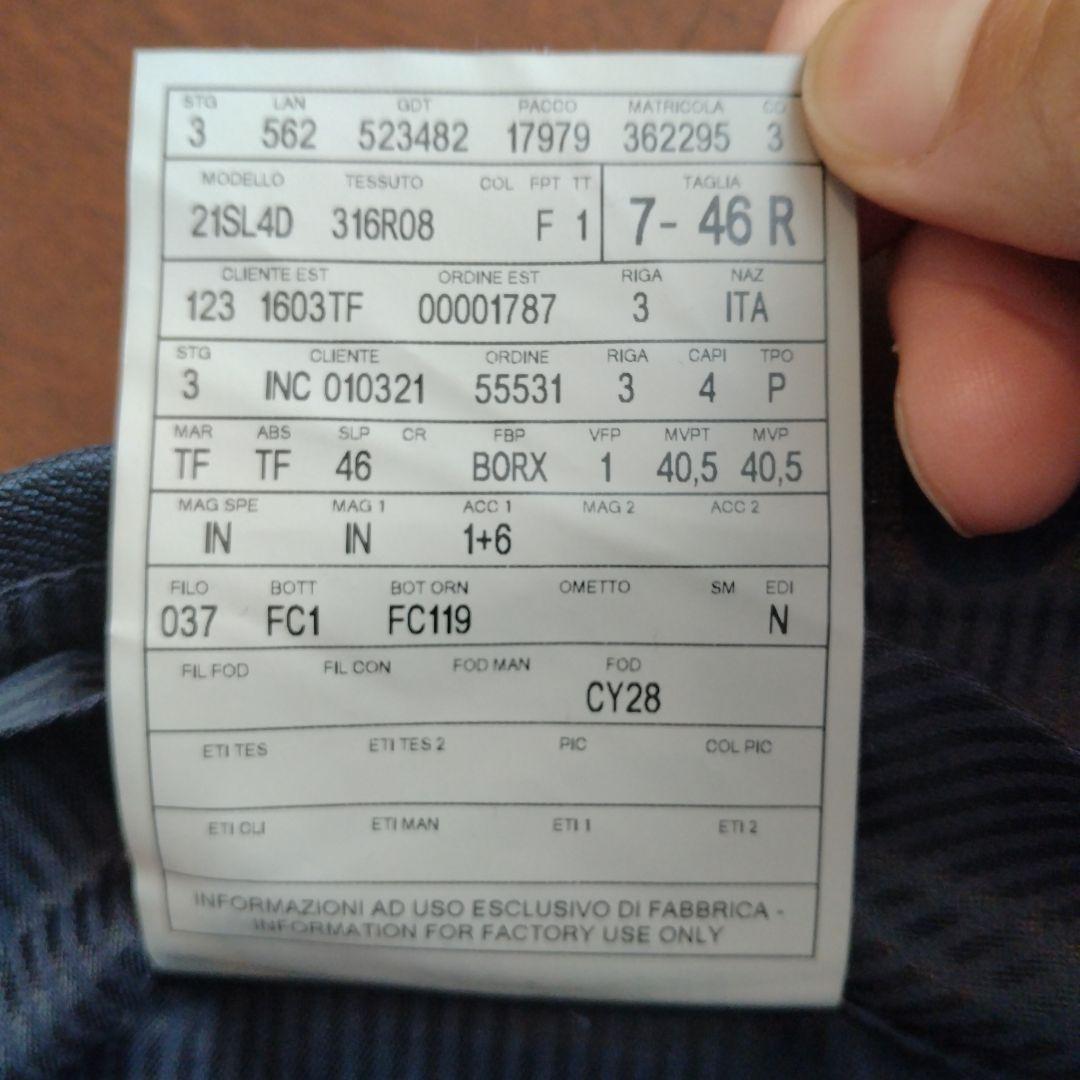 STG LAN GDT PACCO MATRICOLA CO
3 562 523482 17979 362295 3
MODELLO TESSUTO COL FPT TT TAGLIA
21SL4D 316R08 F 1 7- 46 R
CLIENTE EST ORDINE EST RIGA NAZ
123 1603TF 00001787 3 ITA
STG CLIENTE ORDINE RIGA CAPI TPO
3 INC 010321 55531 3 4 P
MAR ABS SLP CR FBP VFP MVPT MVP
TF TF 46 BORX 1 40,5 40,5
MAG SPE MAG 1 ACC 1 MAG 2 ACC 2
IN IN 1+6
FILO BOTT BOT ORN OMETTO SM EDI
037 FC1 FC119 N
FIL FOD FIL CON FOD MAN FOD
CY28
ETI TES ETI TES 2 PIC COL PIC
ETI CLI ETI MAN ETI 1 ETI 2
INFORMAZIONI AD USO ESCLUSIVO DI FABBRICA -
INFORMATION FOR FACTORY USE ONLY